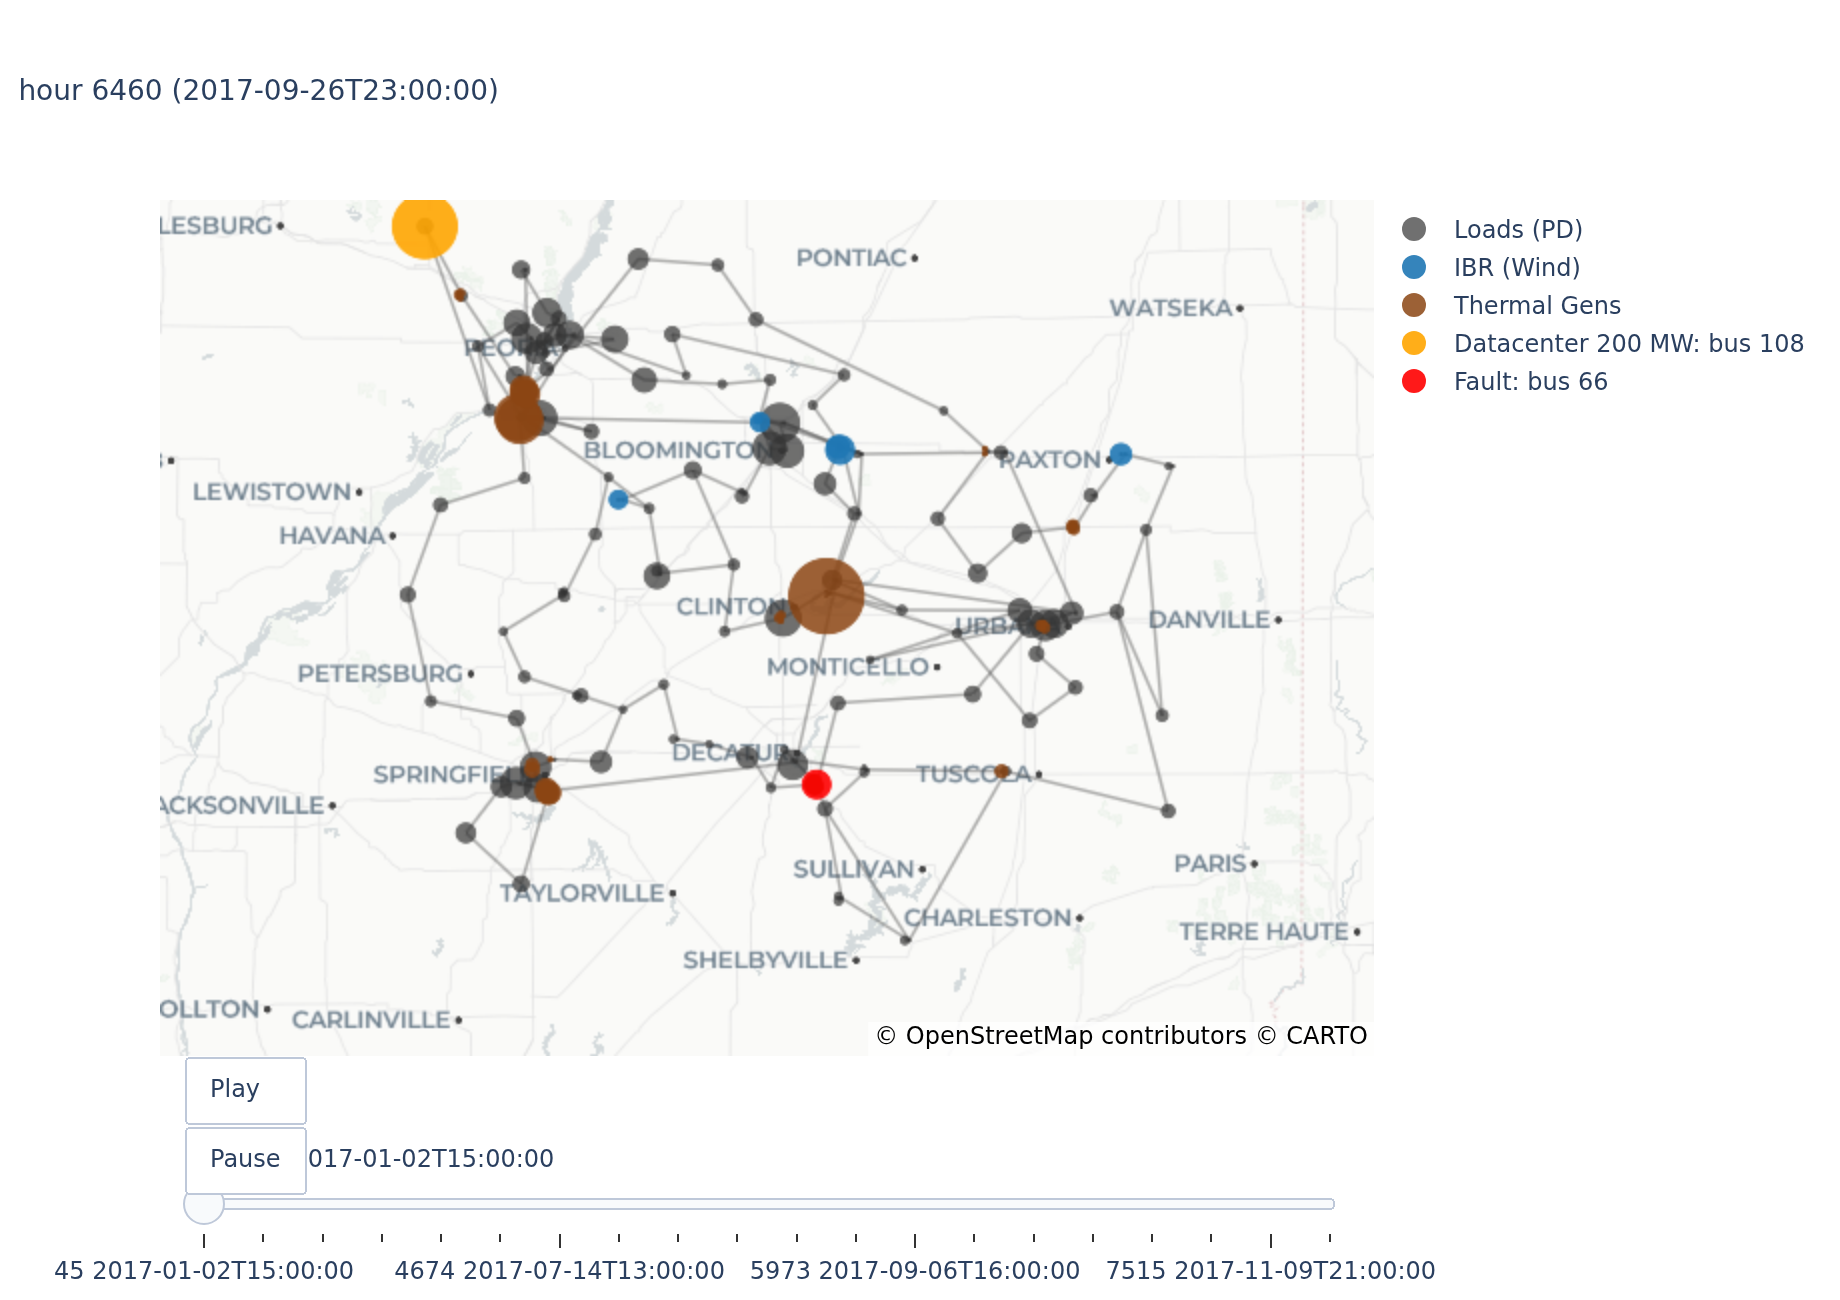 hour 6460 (2017-09-26T23:00:00)
LESBURG
PONTIAC
WATSEKA
PEORIA
BLOOMINGTON
PAXTON
LEWISTOWN
HAVANA
CLINTON
URBA
DANVILLE
PETERSBURG
MONTICELLO
DECATUR
SPRINGFIEL
TUSCOLA
ACKSONVILLE
SULLIVAN
PARIS
TAYLORVILLE
CHARLESTON
TERRE HAUTE
SHELBYVILLE
OLLTON
CARLINVILLE
© OpenStreetMap contributors © CARTO
Loads (PD)
IBR (Wind)
Thermal Gens
Datacenter 200 MW: bus 108
Fault: bus 66
Play
Pause
017-01-02T15:00:00
45 2017-01-02T15:00:00
4674 2017-07-14T13:00:00
5973 2017-09-06T16:00:00
7515 2017-11-09T21:00:00